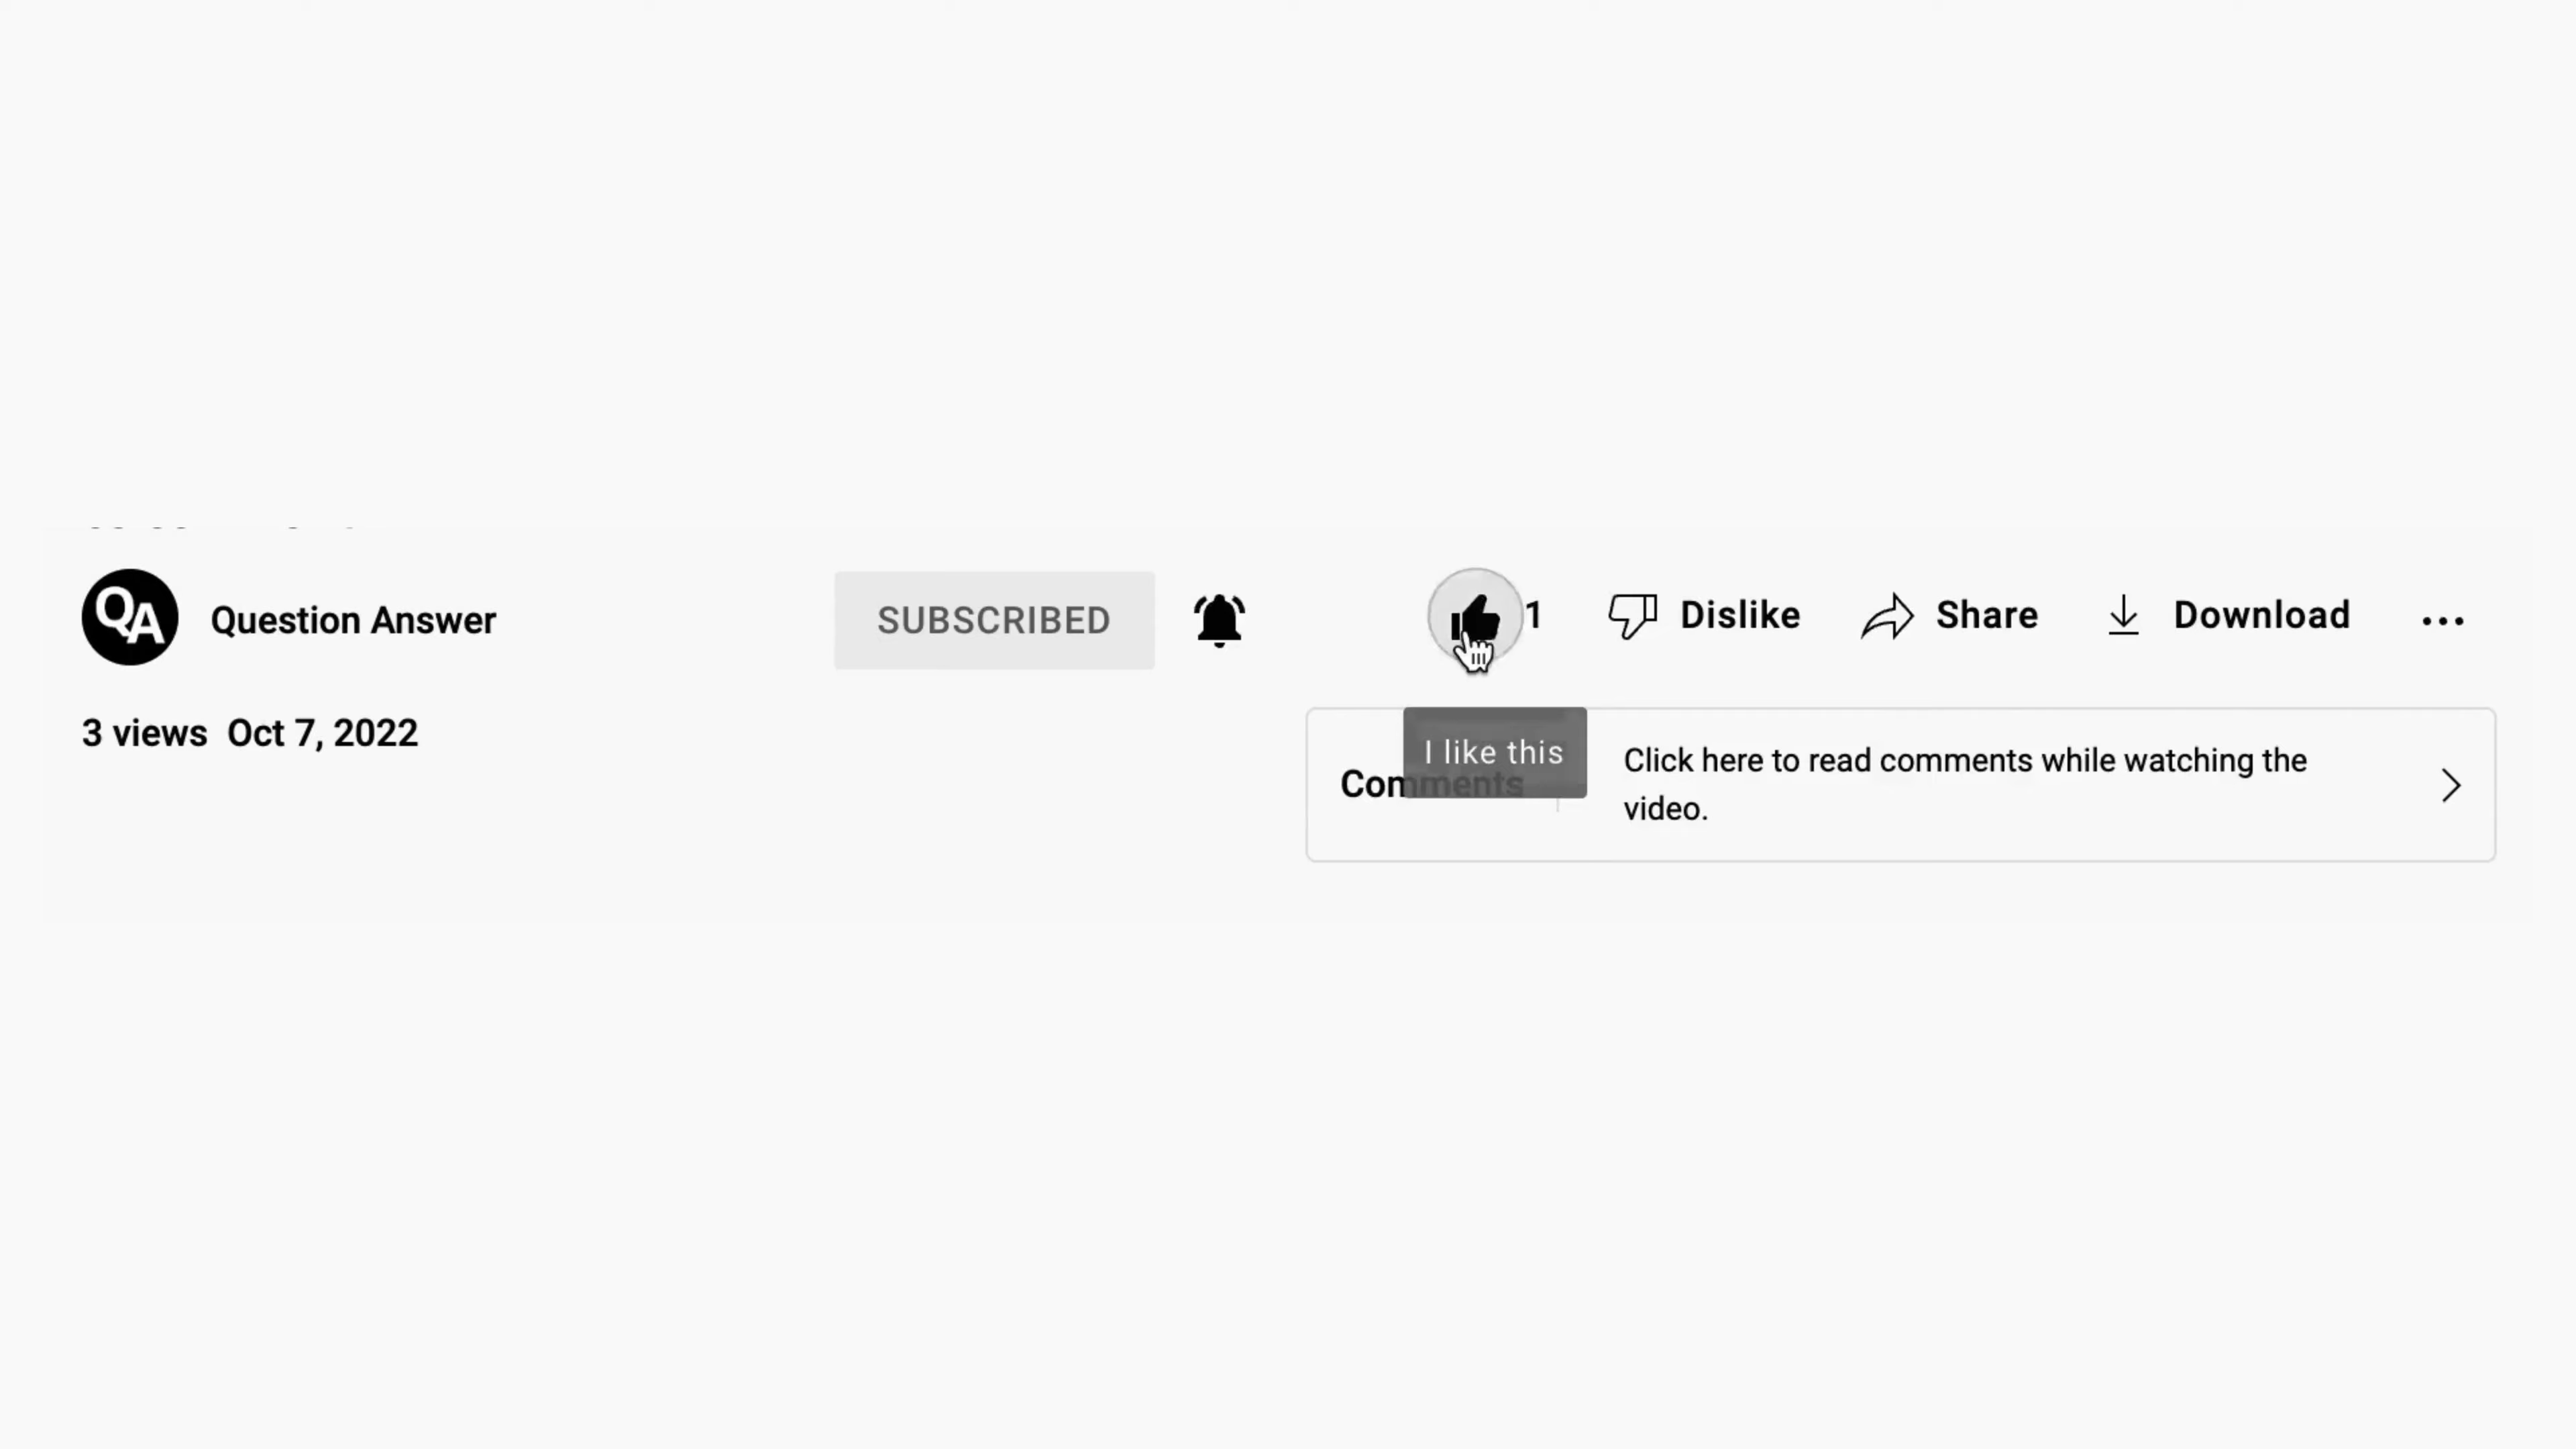 QA
Question Answer
SUBSCRIBED
1
Dislike
Share
Download
3 views Oct 7, 2022
I like this
Comments
Click here to read comments while watching the
video.